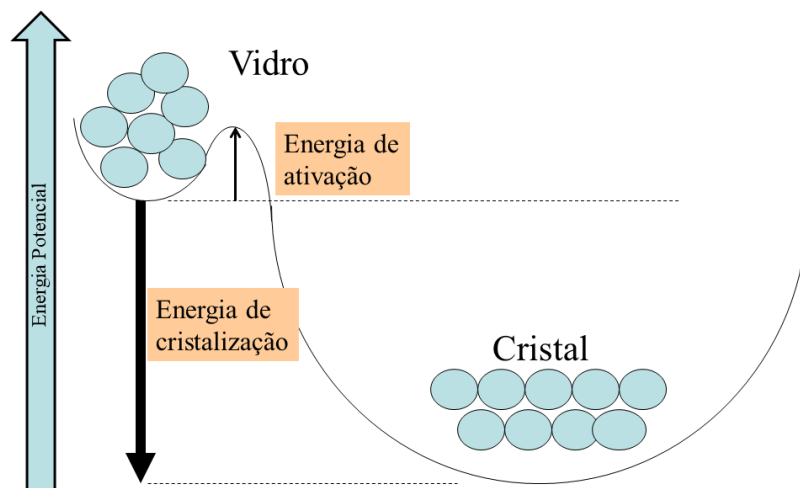 Vidro
Energia de
ativação
Energia Potencial
Energia de
cristalização
Cristal